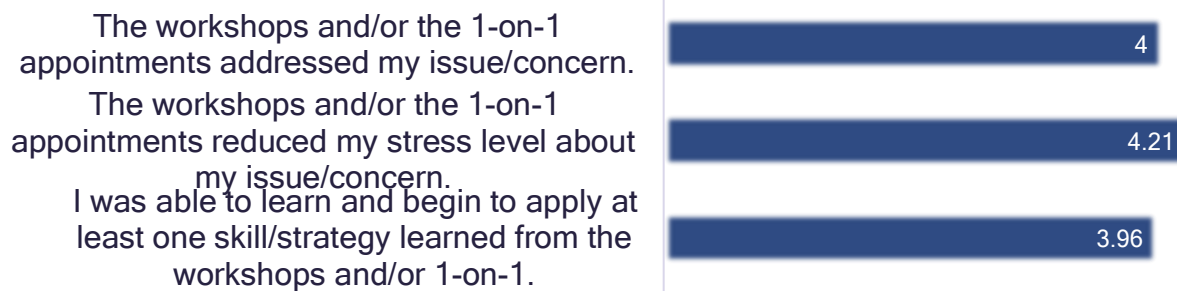 The workshops and/or the 1-on-1
appointments addressed my issue/concern.
4
The workshops and/or the 1-on-1
appointments reduced my stress level about
my issue/concern.
4.21
I was able to learn and begin to apply at
least one skill/strategy learned from the
workshops and/or 1-on-1.
3.96